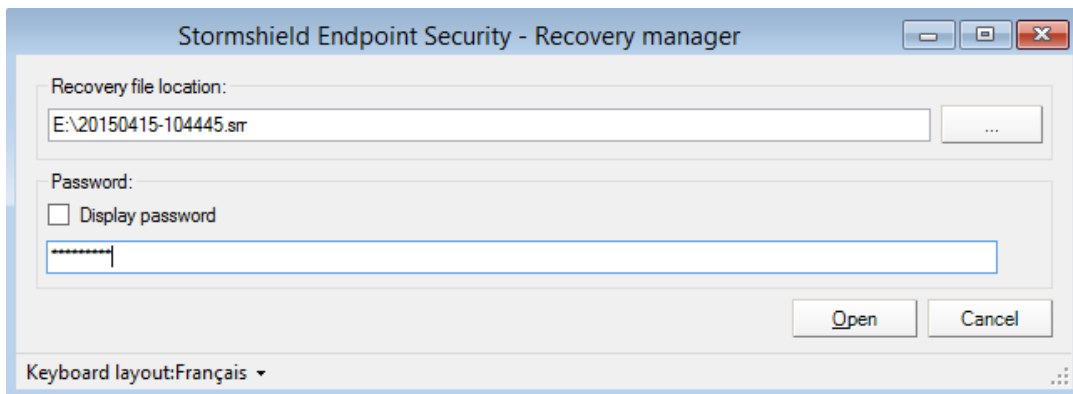 Stormshield Endpoint Security - Recovery manager
Recovery file location:
E:\20150415-104445.srr
...
Password:
Display password
*********
Open Cancel
Keyboard layout:Français